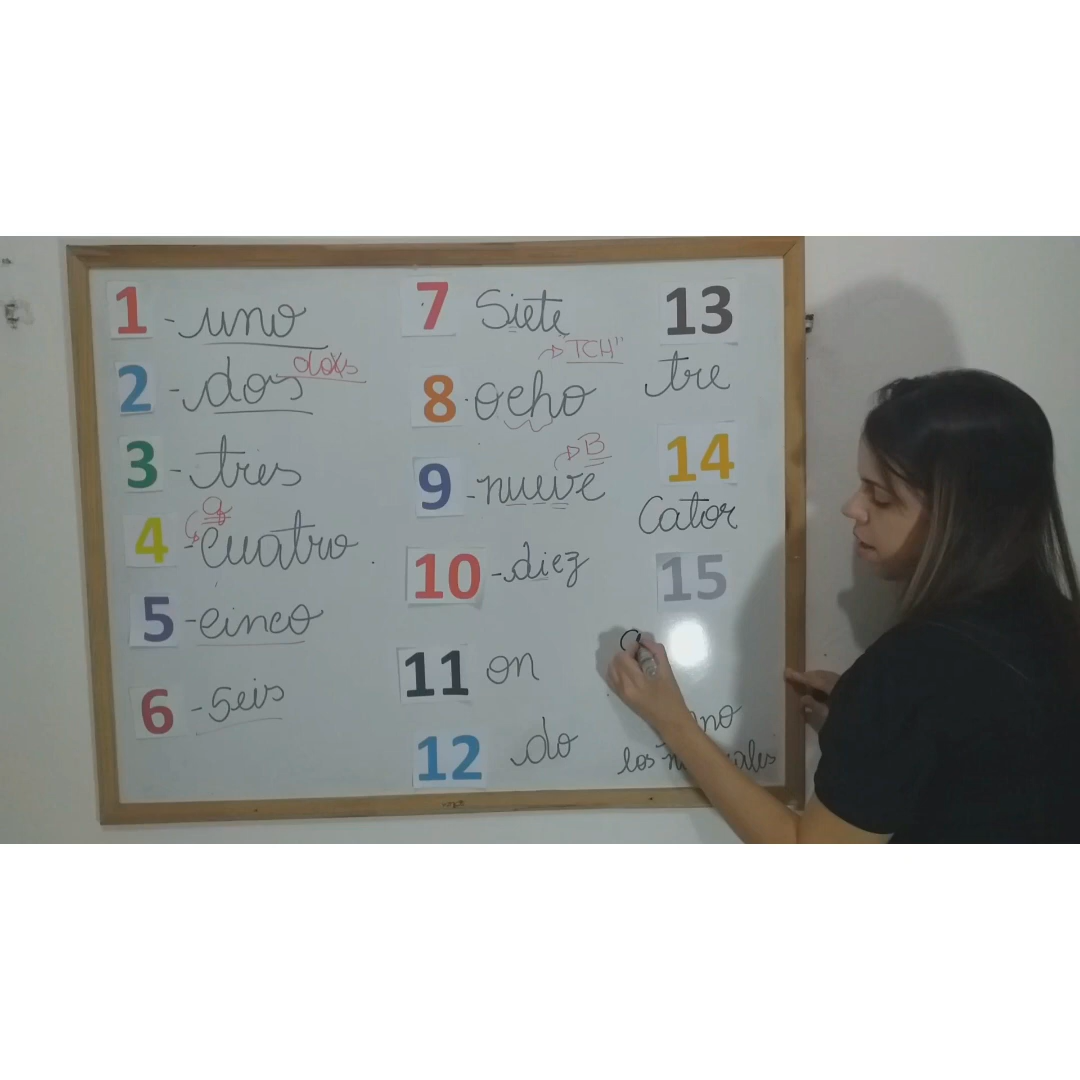 1 - uno
2 - dos doxs
3 - tres
q
4 - cuatro
5 - cinco
6 - seis
7 Siete
TCH"
8 ocho
B
9 - nueve
10 - diez
11 on
12 do
13
tre
14
Cator
15
los